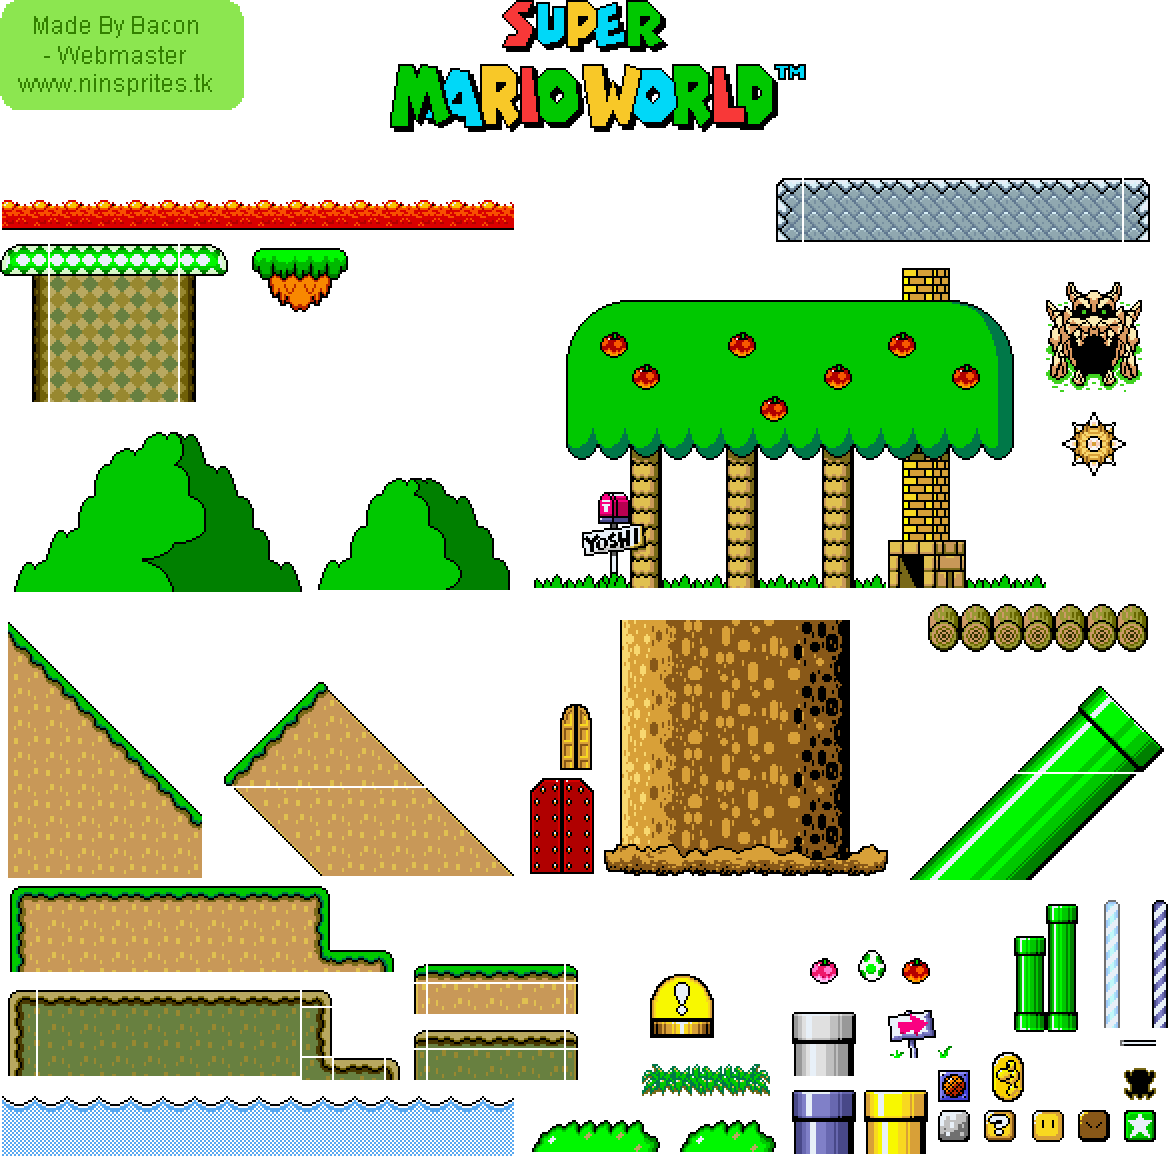 Made By Bacon
- Webmaster
www.ninsprites.tk
SUPER
MARIO WORLD™
YOSHI